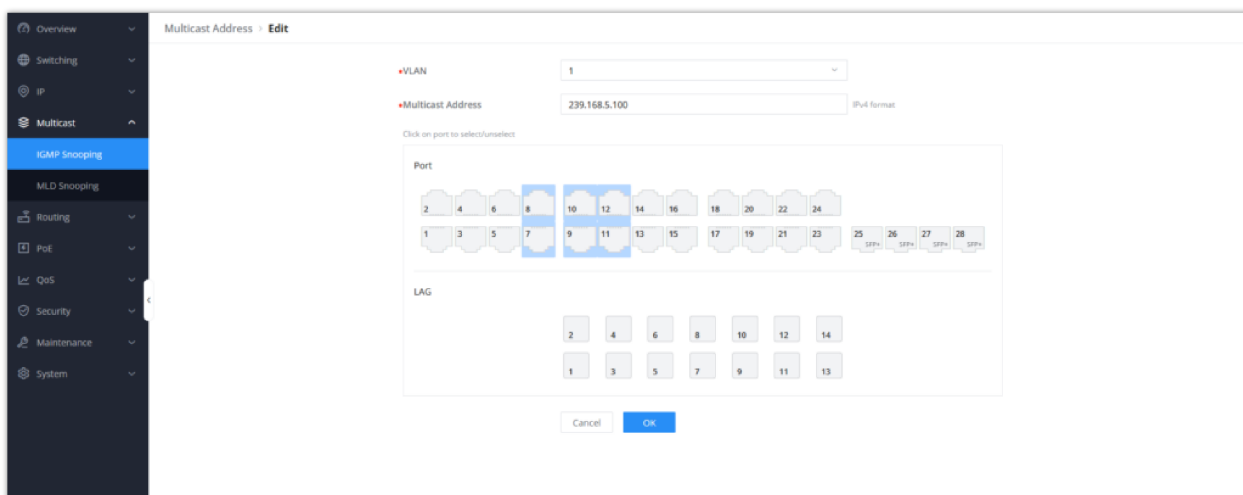 Overview
Switching
IP
Multicast
IGMP Snooping
MLD Snooping
Routing
PoE
QoS
Security
Maintenance
System
Multicast Address > Edit
•VLAN 1
•Multicast Address 239.168.5.100 IPv4 format
Click on port to select/unselect
Port
2 4 6 8 10 12 14 16 18 20 22 24
1 3 5 7 9 11 13 15 17 19 21 23 25 26 27 28
SFP+ SFP+ SFP+ SFP+
LAG
2 4 6 8 10 12 14
1 3 5 7 9 11 13
Cancel OK